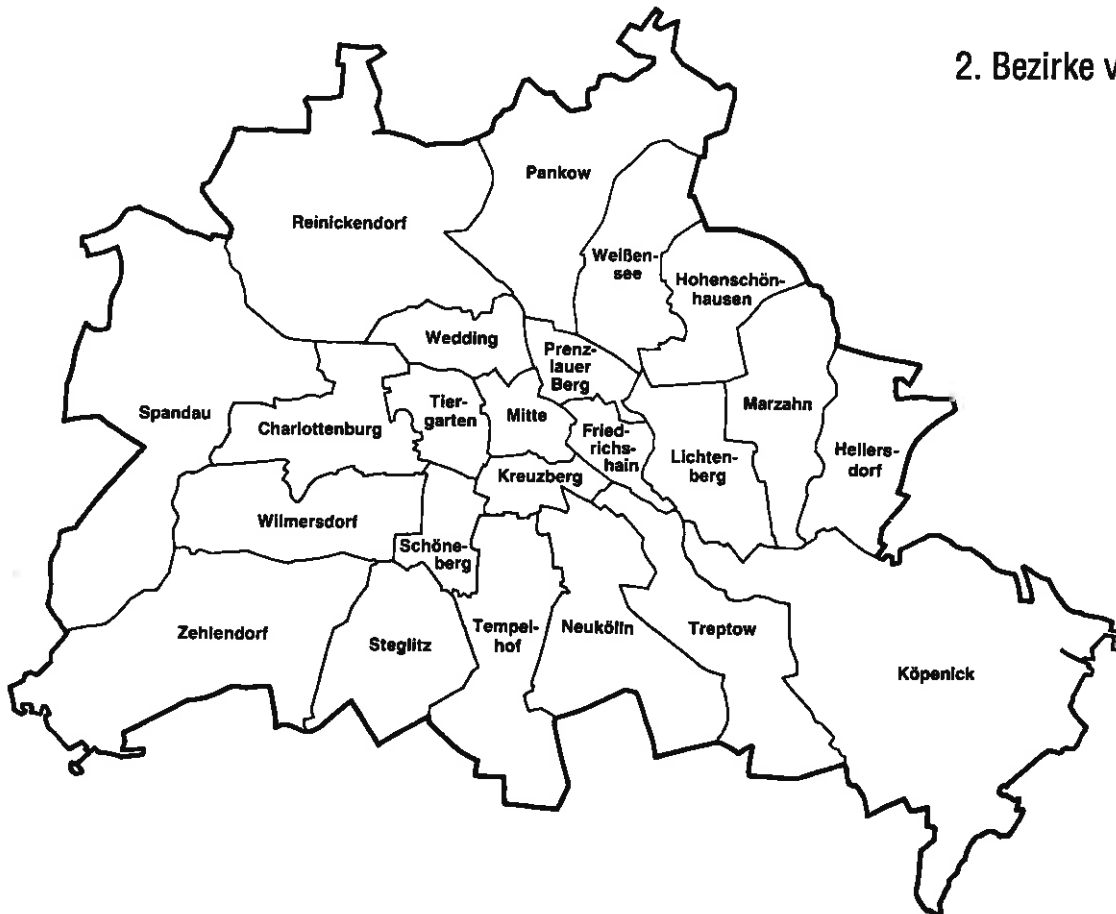 2. Bezirke v
Pankow
Reinickendorf
Weißen-
see
Hohenschön-
hausen
Wedding
Prenz-
lauer
Berg
Tier-
garten
Mitte
Marzahn
Spandau
Charlottenburg
Fried-
richs-
hain
Lichten-
berg
Hellers-
dorf
Kreuzberg
Wilmersdorf
Schöne-
berg
Zehlendorf
Steglitz
Tempel-
hof
Neukölln
Treptow
Köpenick